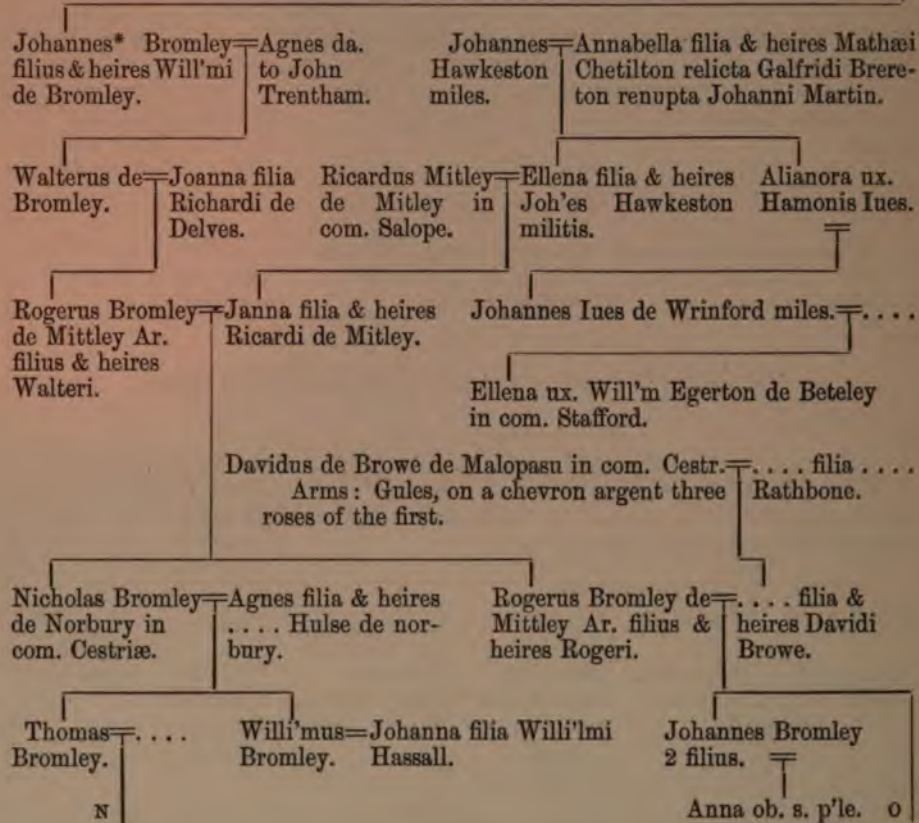 Johannes* Bromley
filius & heires Will'mi
de Bromley.
Agnes da.
to John
Trentham.
Johannes
Hawkeston
miles.
Annabella filia & heires Mathæi
Chetilton relicta Galfridi Brere-
ton renupta Johanni Martin.
Walterus de
Bromley.
Joanna filia
Richardi de
Delves.
Ricardus Mitley
de Mitley in
com. Salope.
Ellena filia & heires
Joh'es Hawkeston
militis.
Alianora ux.
Hamonis Iues.
Rogerus Bromley
de Mittley Ar.
filius & heires
Walteri.
Janna filia & heires
Ricardi de Mitley.
Johannes Iues de Wrinford miles. . . . .
Ellena ux. Will'm Egerton de Beteley
in com. Stafford.
Davidus de Browe de Malopasu in com. Cestr.
Arms: Gules, on a chevron argent three
roses of the first.
. . . . filia . . . .
Rathbone.
Nicholas Bromley
de Norbury in
com. Cestriæ.
Agnes filia & heires
. . . . Hulse de nor-
bury.
Rogerus Bromley de
Mittley Ar. filius &
heires Rogeri.
. . . . filia &
heires Davidi
Browe.
Thomas
Bromley.
. . . .
Willi'mus
Bromley.
Johanna filia Willi'lmi
Hassall.
Johannes Bromley
2 filius.
N
Anna ob. s. p'le.
O